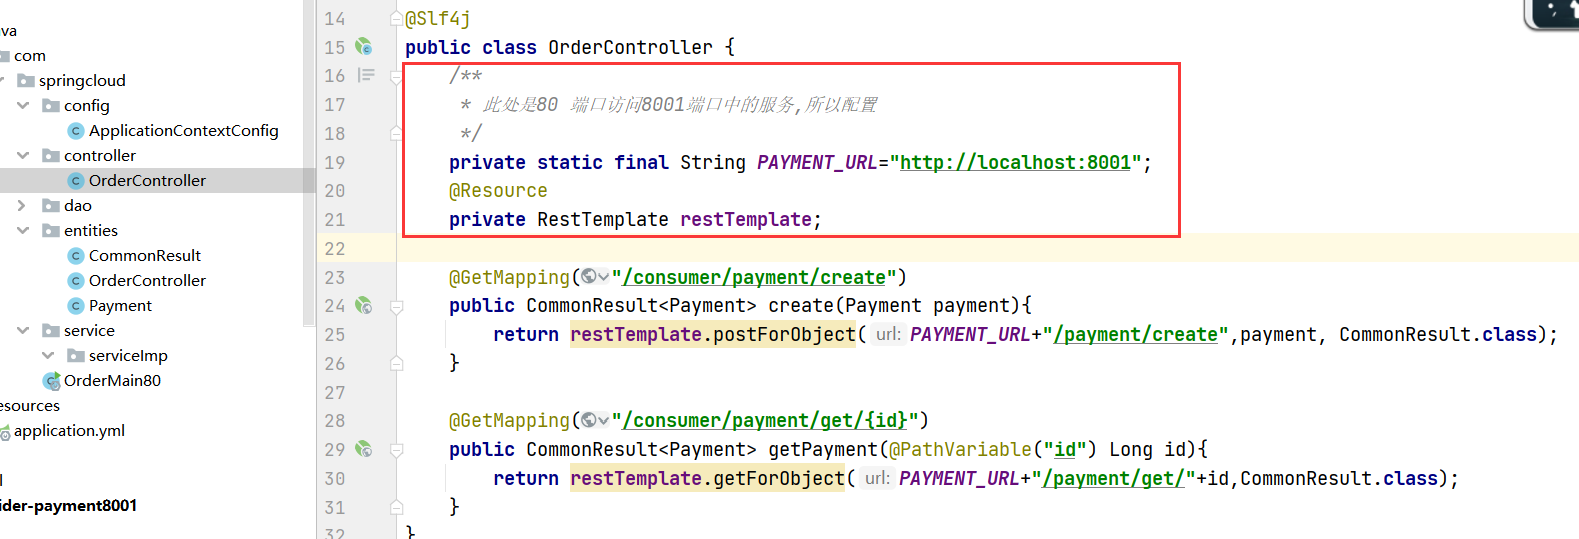 va
com
springcloud
config
ApplicationContextConfig
controller
OrderController
dao
entities
CommonResult
OrderController
Payment
service
serviceImp
OrderMain80
esources
application.yml
l
ider-payment8001
14 @Slf4j
15 public class OrderController {
16 /**
17 * 此处是80 端口访问8001端口中的服务,所以配置
18 */
19 private static final String PAYMENT_URL="http://localhost:8001";
20 @Resource
21 private RestTemplate restTemplate;
22
23 @GetMapping("/consumer/payment/create")
24 public CommonResult<Payment> create(Payment payment){
25 return restTemplate.postForObject( url: PAYMENT_URL+"/payment/create",payment, CommonResult.class);
26 }
27
28 @GetMapping("/consumer/payment/get/{id}")
29 public CommonResult<Payment> getPayment(@PathVariable("id") Long id){
30 return restTemplate.getForObject( url: PAYMENT_URL+"/payment/get/"+id,CommonResult.class);
31 }
32 }